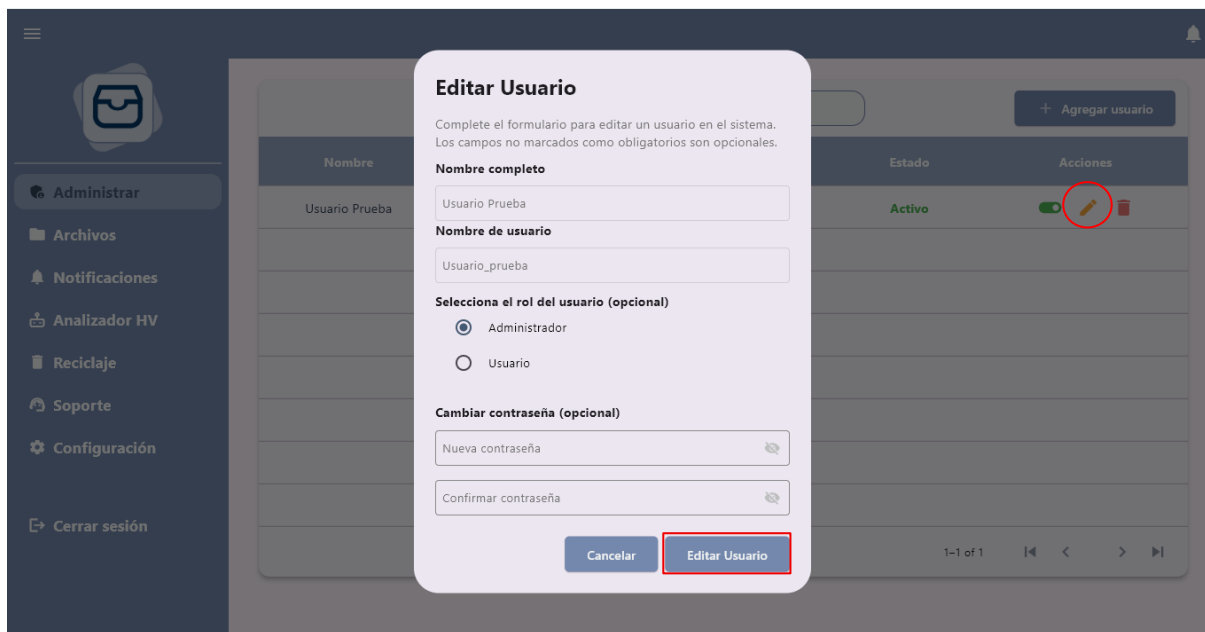 Administrar
Archivos
Notificaciones
Analizador HV
Reciclaje
Soporte
Configuración
Cerrar sesión
+ Agregar usuario
Nombre
Estado
Acciones
Usuario Prueba
Activo
1–1 of 1
Editar Usuario
Complete el formulario para editar un usuario en el sistema.
Los campos no marcados como obligatorios son opcionales.
Nombre completo
Usuario Prueba
Nombre de usuario
Usuario_prueba
Selecciona el rol del usuario (opcional)
Administrador
Usuario
Cambiar contraseña (opcional)
Nueva contraseña
Confirmar contraseña
Cancelar
Editar Usuario